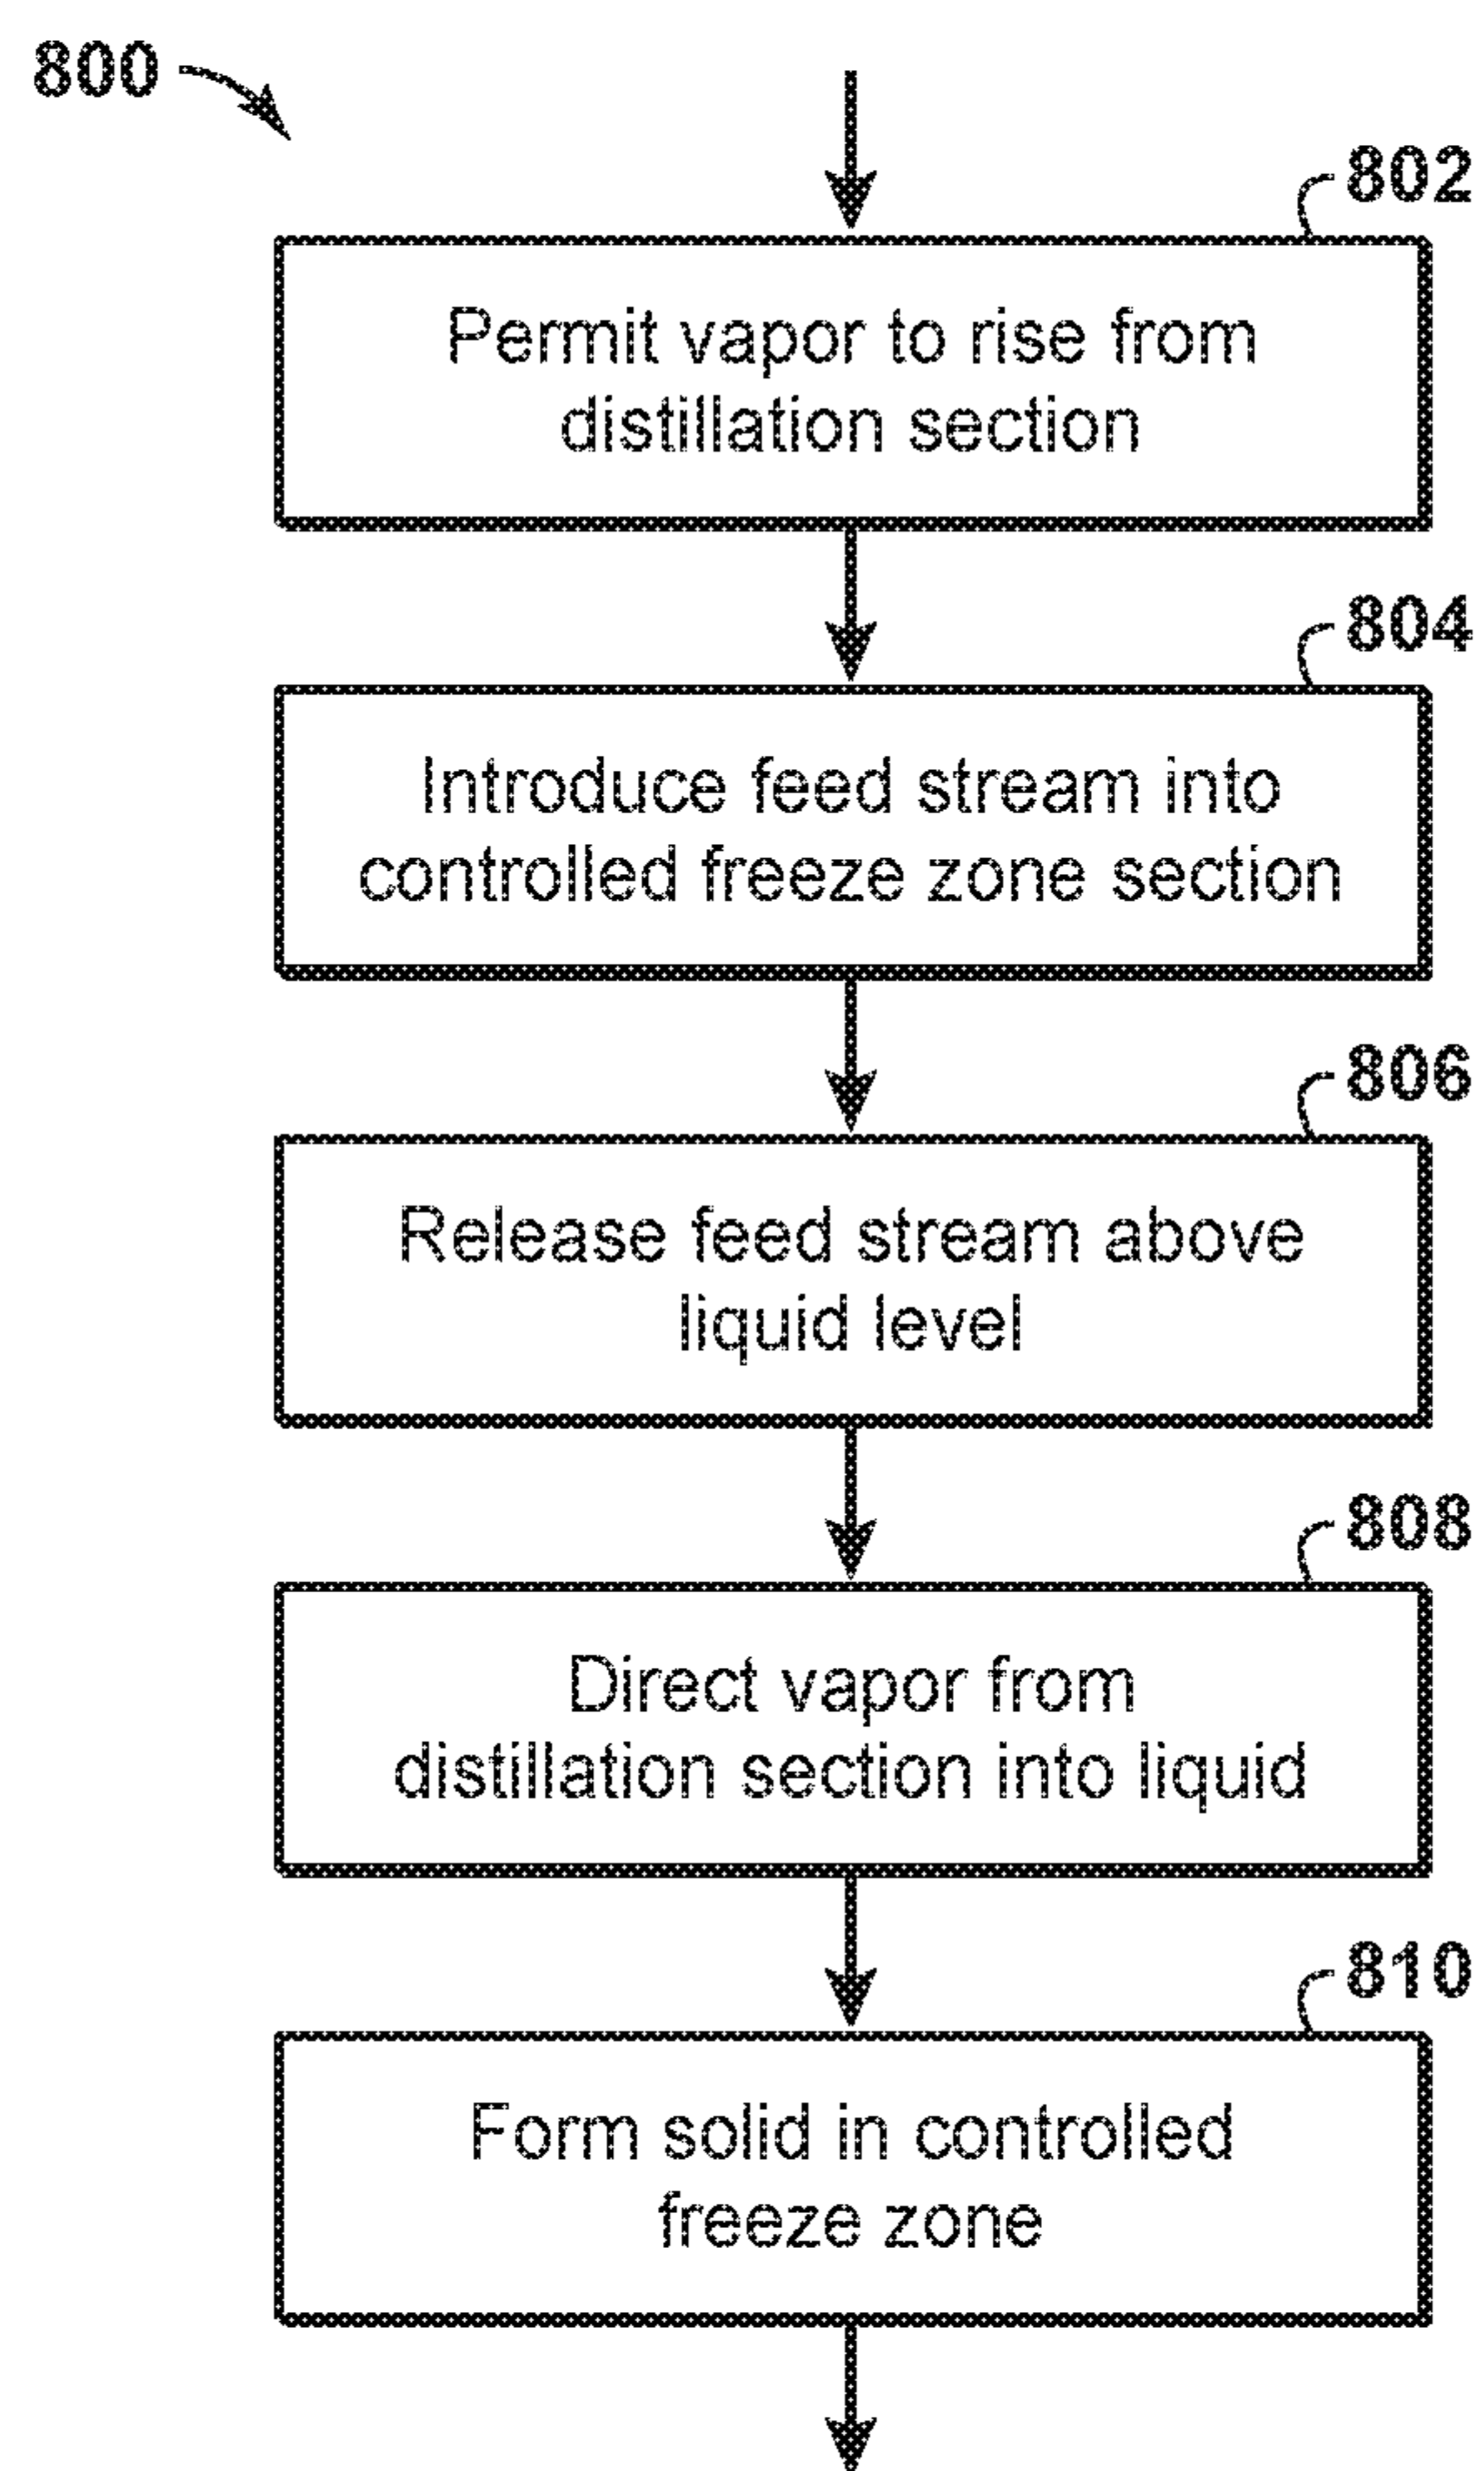 800
802
Permit vapor to rise from
distillation section
804
Introduce feed stream into
controlled freeze zone section
806
Release feed stream above
liquid level
808
Direct vapor from
distillation section into liquid
810
Form solid in controlled
freeze zone